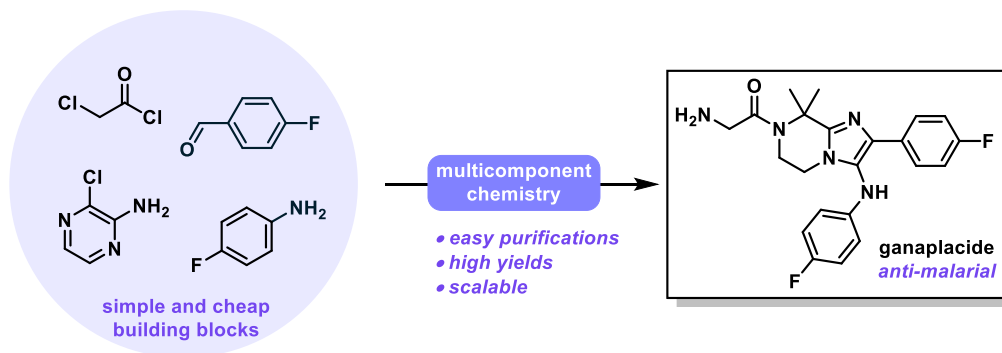 O
Cl
Cl
F
O
Cl
N
NH₂
N
NH₂
F
simple and cheap
building blocks
multicomponent
chemistry
• easy purifications
• high yields
• scalable
O
H₂N
N
N
N
F
NH
F
ganaplacide
anti-malarial